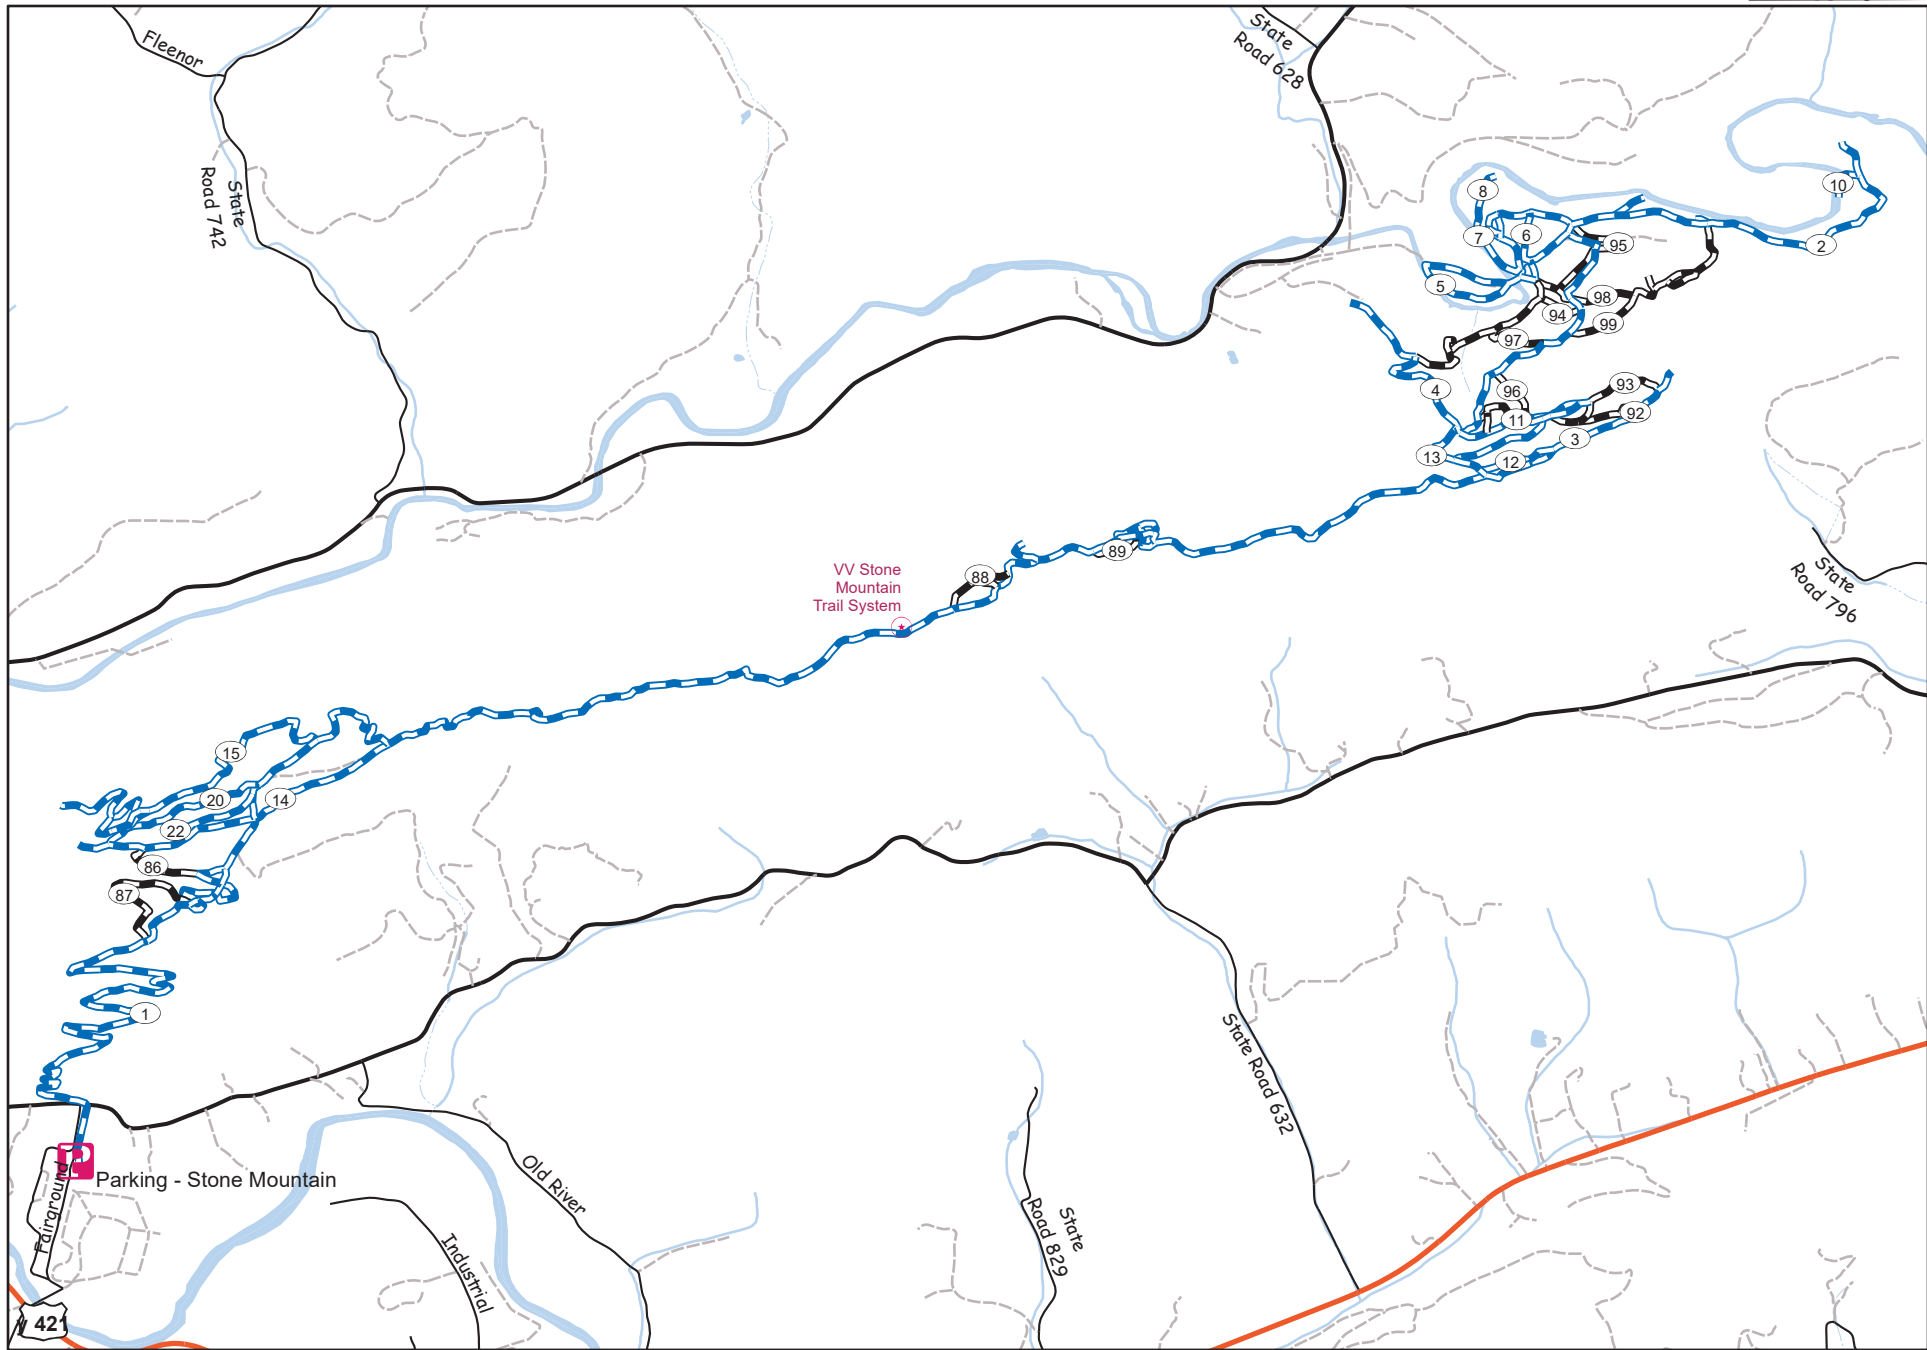 Fleenor
State
Road 628
State
Road 742
8
10
7
6
95
2
5
98
94
99
97
4
96
93
11
92
3
13
12
89
88
VV Stone
Mountain
Trail System
State
Road 796
15
20
14
22
86
87
1
State Road 632
Parking - Stone Mountain
Fairground
Old River
Industrial
State
Road 829
421